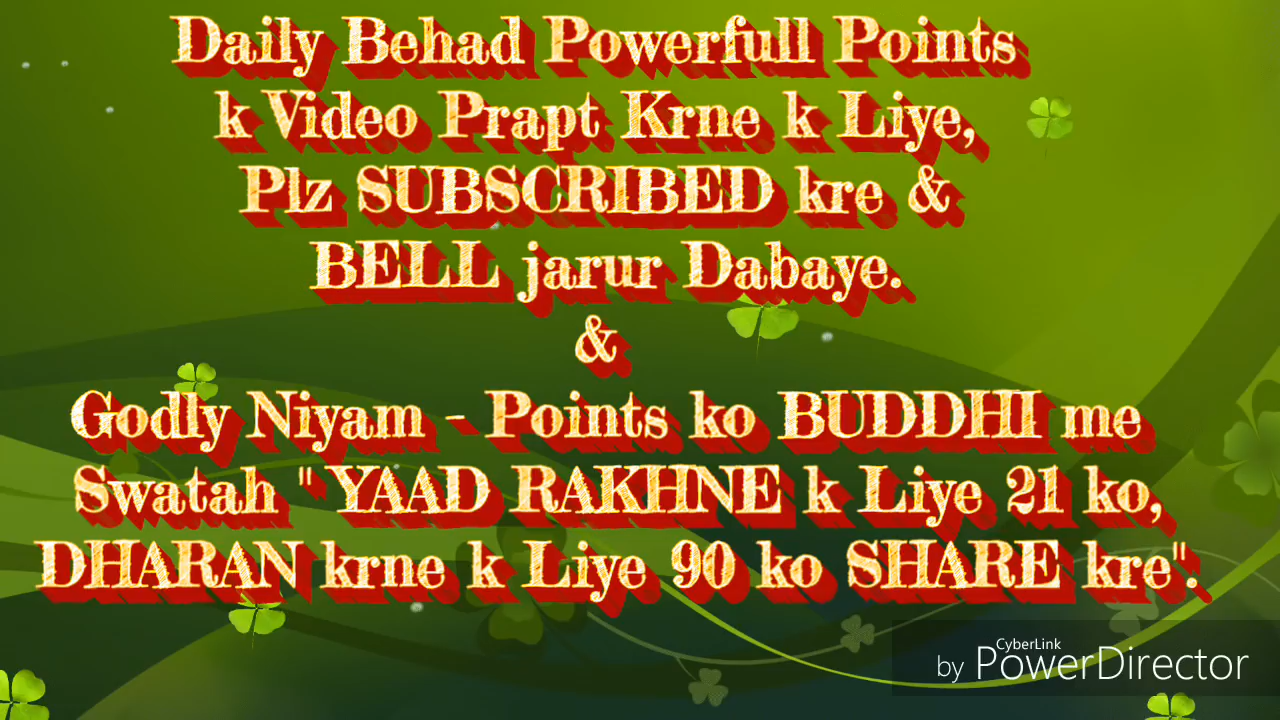 Daily Behad Powerfull Points
k Video Prapt Krne k Liye,
Plz SUBSCRIBED kre &
BELL jarur Dabaye.
&
Godly Niyam - Points ko BUDDHI me
Swatah " YAAD RAKHNE k Liye 21 ko,
DHARAN krne k Liye 90 ko SHARE kre".
CyberLink
by PowerDirector